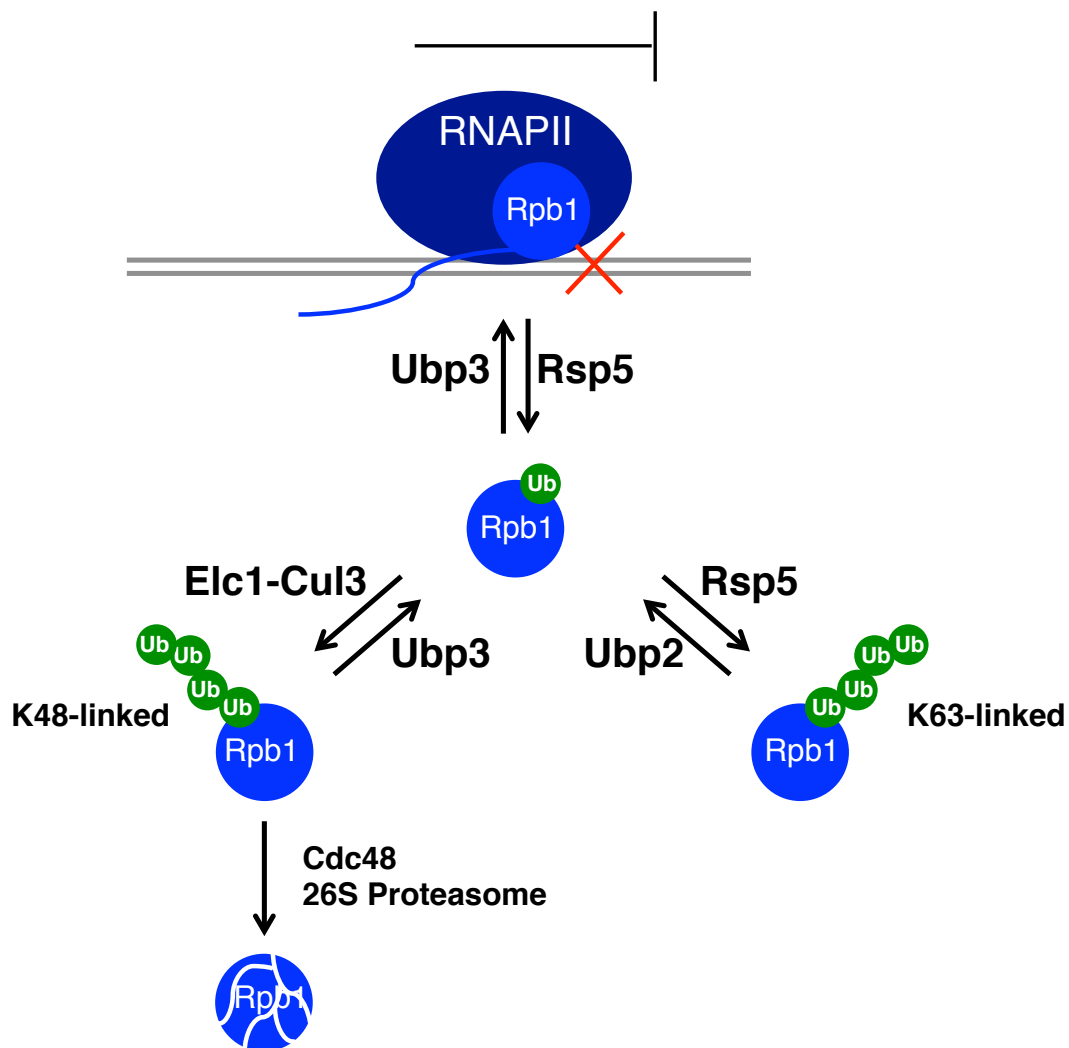 RNAPII
Rpb1
Ubp3 Rsp5
Ub
Rpb1
Elc1-Cul3 Rsp5
Ubp3 Ubp2
Ub Ub Ub Ub
K48-linked
Rpb1
Ub Ub Ub Ub
K63-linked
Rpb1
Cdc48
26S Proteasome
Rpb1